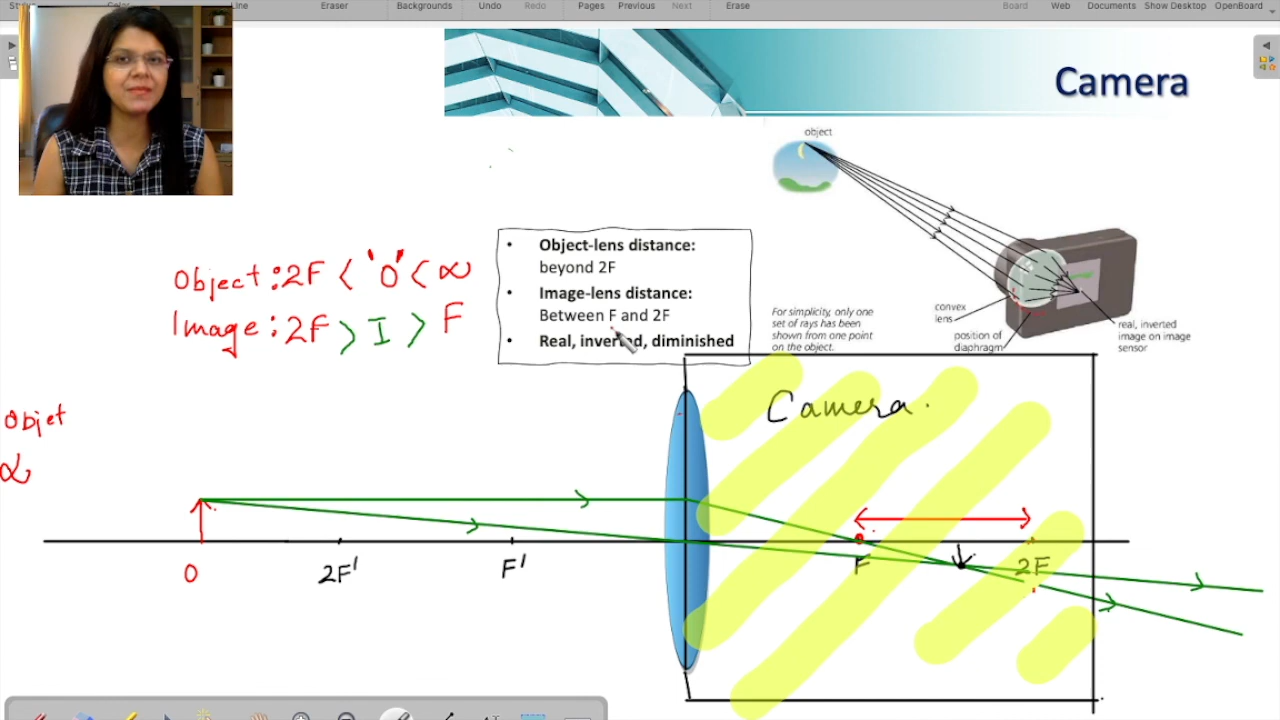 Color
Line
Eraser
Backgrounds
Undo
Redo
Pages
Previous
Next
Erase
Board
Web
Documents
Show Desktop
OpenBoard
Camera
object
• Object-lens distance:
beyond 2F
• Image-lens distance:
Between F and 2F
• Real, inverted, diminished
Object: 2F < 'O' < ∝
Image: 2F > I > F
For simplicity, only one
set of rays has been
shown from one point
on the object.
convex
lens
position of
diaphragm
real, inverted
image on image
sensor
Camera.
Objet
∝
O
2F'
F'
F
2F